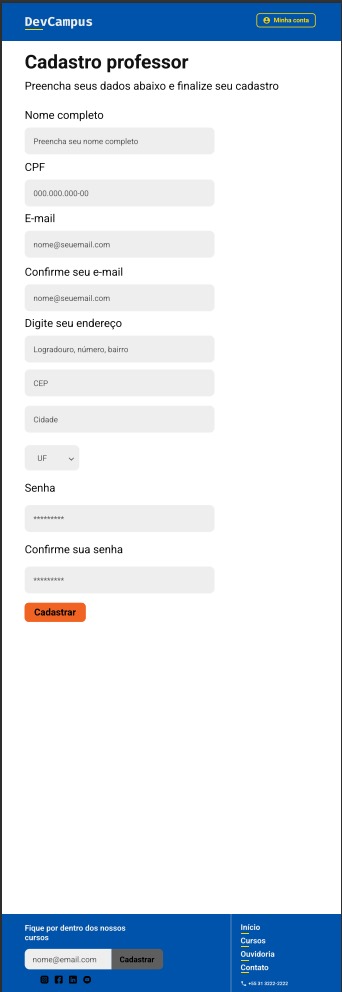 DevCampus
Minha conta
Cadastro professor
Preencha seus dados abaixo e finalize seu cadastro
Nome completo
Preencha seu nome completo
CPF
000.000.000-00
E-mail
nome@seuemail.com
Confirme seu e-mail
nome@seuemail.com
Digite seu endereço
Logradouro, número, bairro
CEP
Cidade
UF
Senha
*********
Confirme sua senha
*********
Cadastrar
Fique por dentro dos nossos
cursos
nome@email.com
Cadastrar
Início
Cursos
Ouvidoria
Contato
+55 31 3222-2222